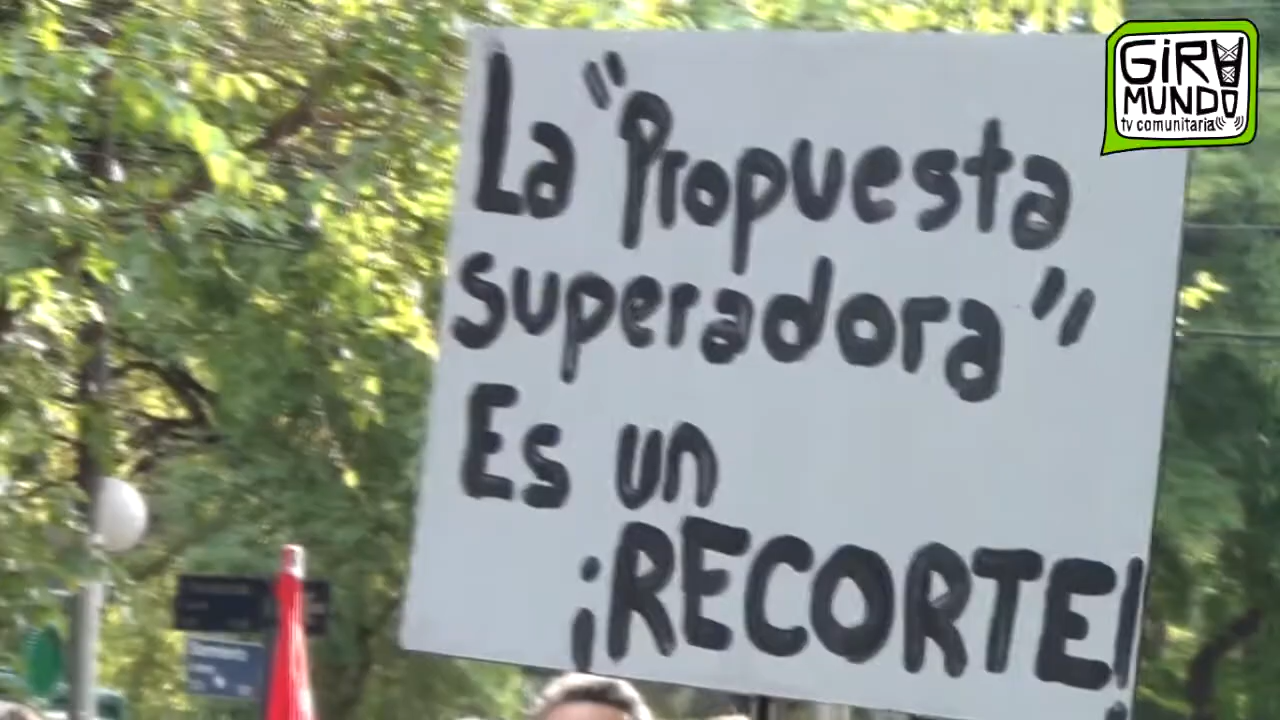 La "Propuesta
superadora"
Es un
¡RECORTE!
GIRA
MUNDO
tv comunitaria